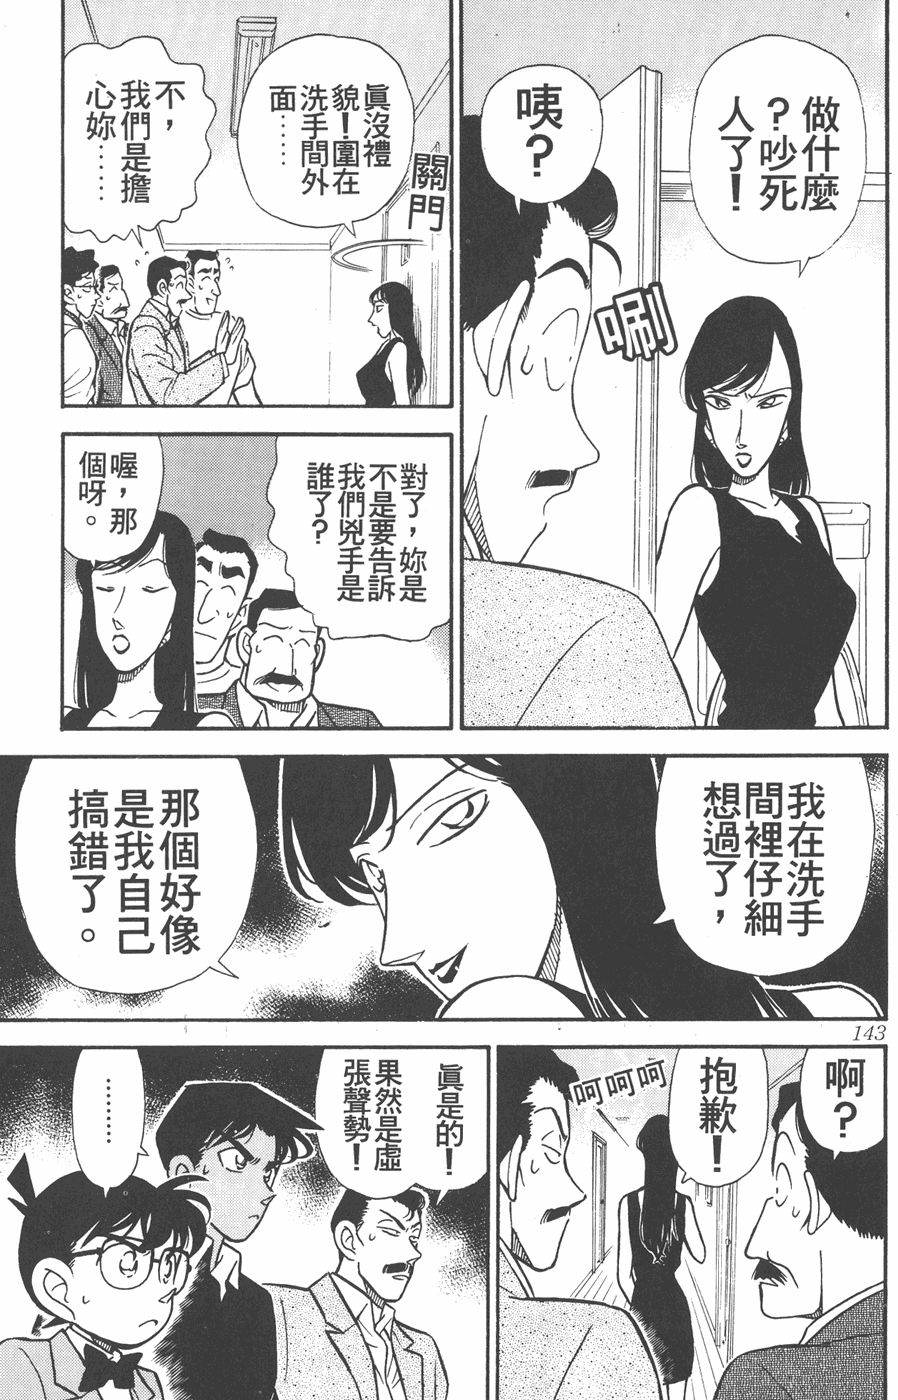 做什麼
？吵死
人了！
咦？
唰
關門
眞沒禮
貌！圍在
洗手間外
面……
不，
我們是擔
心妳……
對了，妳是
不是要告訴
我們兇手是
誰了？
喔，那
個呀。
我在洗手
間裡仔細
想過了，
那個好像
是我自己
搞錯了。
143
啊？
抱歉！
呵呵呵
眞是的！
果然是虛
張聲勢！
………